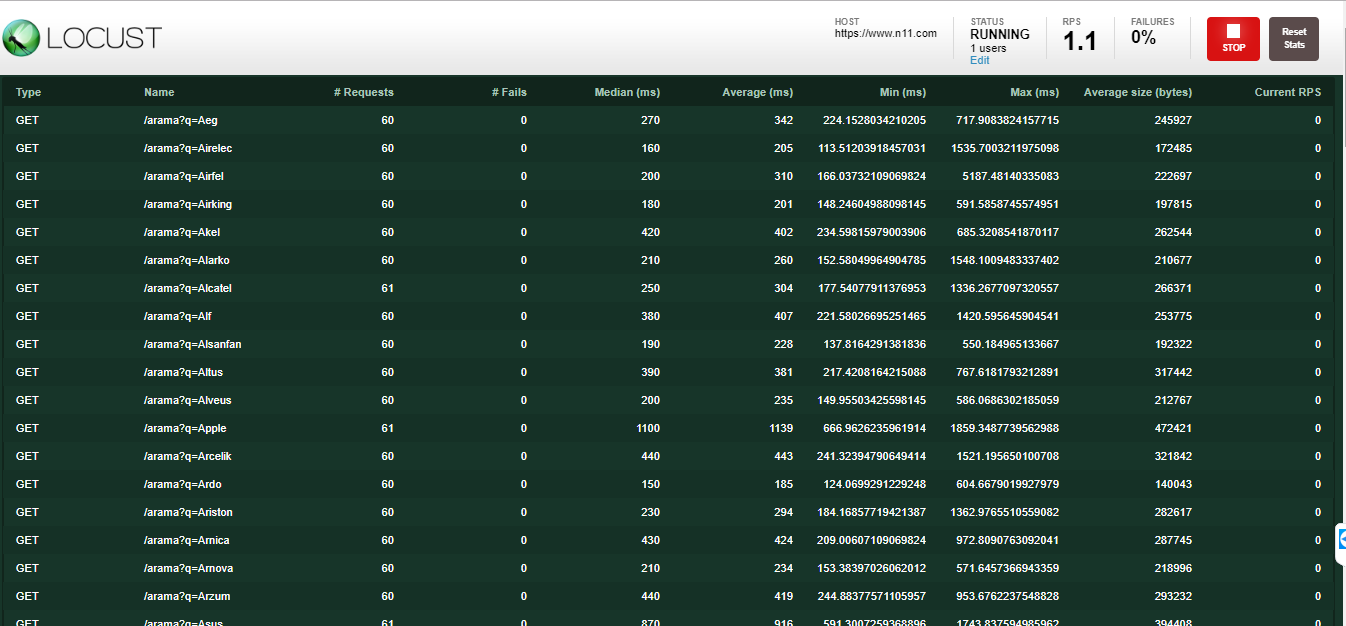 LOCUST
HOST
https://www.n11.com
STATUS
RUNNING
1 users
Edit
RPS
1.1
FAILURES
0%
STOP
Reset
Stats
Type Name # Requests # Fails Median (ms) Average (ms) Min (ms) Max (ms) Average size (bytes) Current RPS
GET /arama?q=Aeg 60 0 270 342 224.1528034210205 717.9083824157715 245927 0
GET /arama?q=Airelec 60 0 160 205 113.51203918457031 1535.7003211975098 172485 0
GET /arama?q=Airfel 60 0 200 310 166.03732109069824 5187.48140335083 222697 0
GET /arama?q=Airking 60 0 180 201 148.24604988098145 591.5858745574951 197815 0
GET /arama?q=Akel 60 0 420 402 234.59815979003906 685.3208541870117 262544 0
GET /arama?q=Alarko 60 0 210 260 152.58049964904785 1548.1009483337402 210677 0
GET /arama?q=Alcatel 61 0 250 304 177.54077911376953 1336.2677097320557 266371 0
GET /arama?q=Alf 60 0 380 407 221.58026695251465 1420.595645904541 253775 0
GET /arama?q=Alsanfan 60 0 190 228 137.8164291381836 550.184965133667 192322 0
GET /arama?q=Altus 60 0 390 381 217.4208164215088 767.6181793212891 317442 0
GET /arama?q=Alveus 60 0 200 235 149.95503425598145 586.0686302185059 212767 0
GET /arama?q=Apple 61 0 1100 1139 666.9626235961914 1859.3487739562988 472421 0
GET /arama?q=Arcelik 60 0 440 443 241.32394790649414 1521.195650100708 321842 0
GET /arama?q=Ardo 60 0 150 185 124.0699291229248 604.6679019927979 140043 0
GET /arama?q=Ariston 60 0 230 294 184.16857719421387 1362.9765510559082 282617 0
GET /arama?q=Arnica 60 0 430 424 209.00607109069824 972.8090763092041 287745 0
GET /arama?q=Arnova 60 0 210 234 153.38397026062012 571.6457366943359 218996 0
GET /arama?q=Arzum 60 0 440 419 244.88377571105957 953.6762237548828 293232 0
GET /arama?q=Asus 61 0 870 916 591.3007259368896 1743.837594985962 394408 0